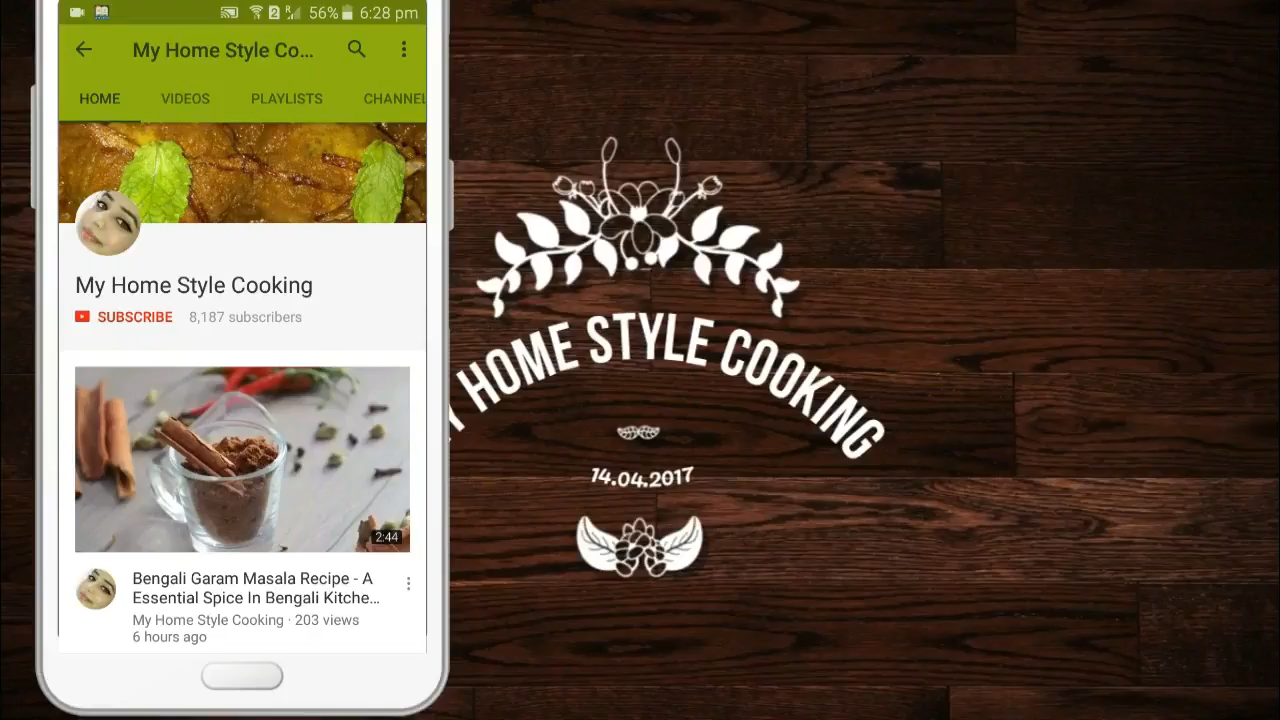 2
56%
6:28 pm
My Home Style Co...
HOME
VIDEOS
PLAYLISTS
CHANNEL
My Home Style Cooking
SUBSCRIBE
8,187 subscribers
2:44
Bengali Garam Masala Recipe - A
Essential Spice In Bengali Kitche...
My Home Style Cooking · 203 views
6 hours ago
Y HOME STYLE COOKING
14.04.2017